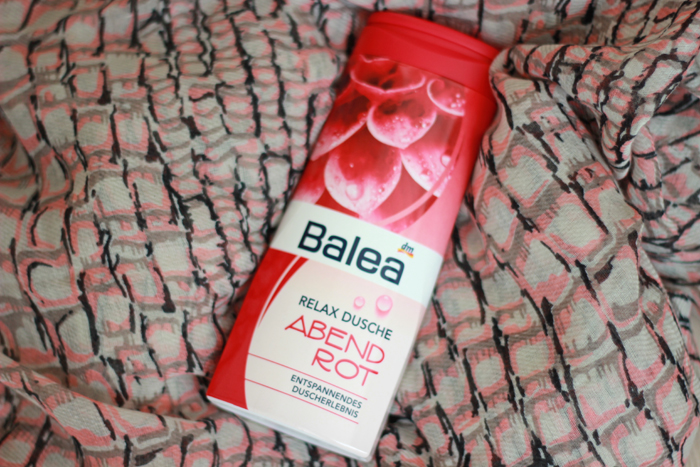 Balea
dm
RELAX DUSCHE
ABEND
ROT
ENTSPANNENDES
DUSCHERLEBNIS